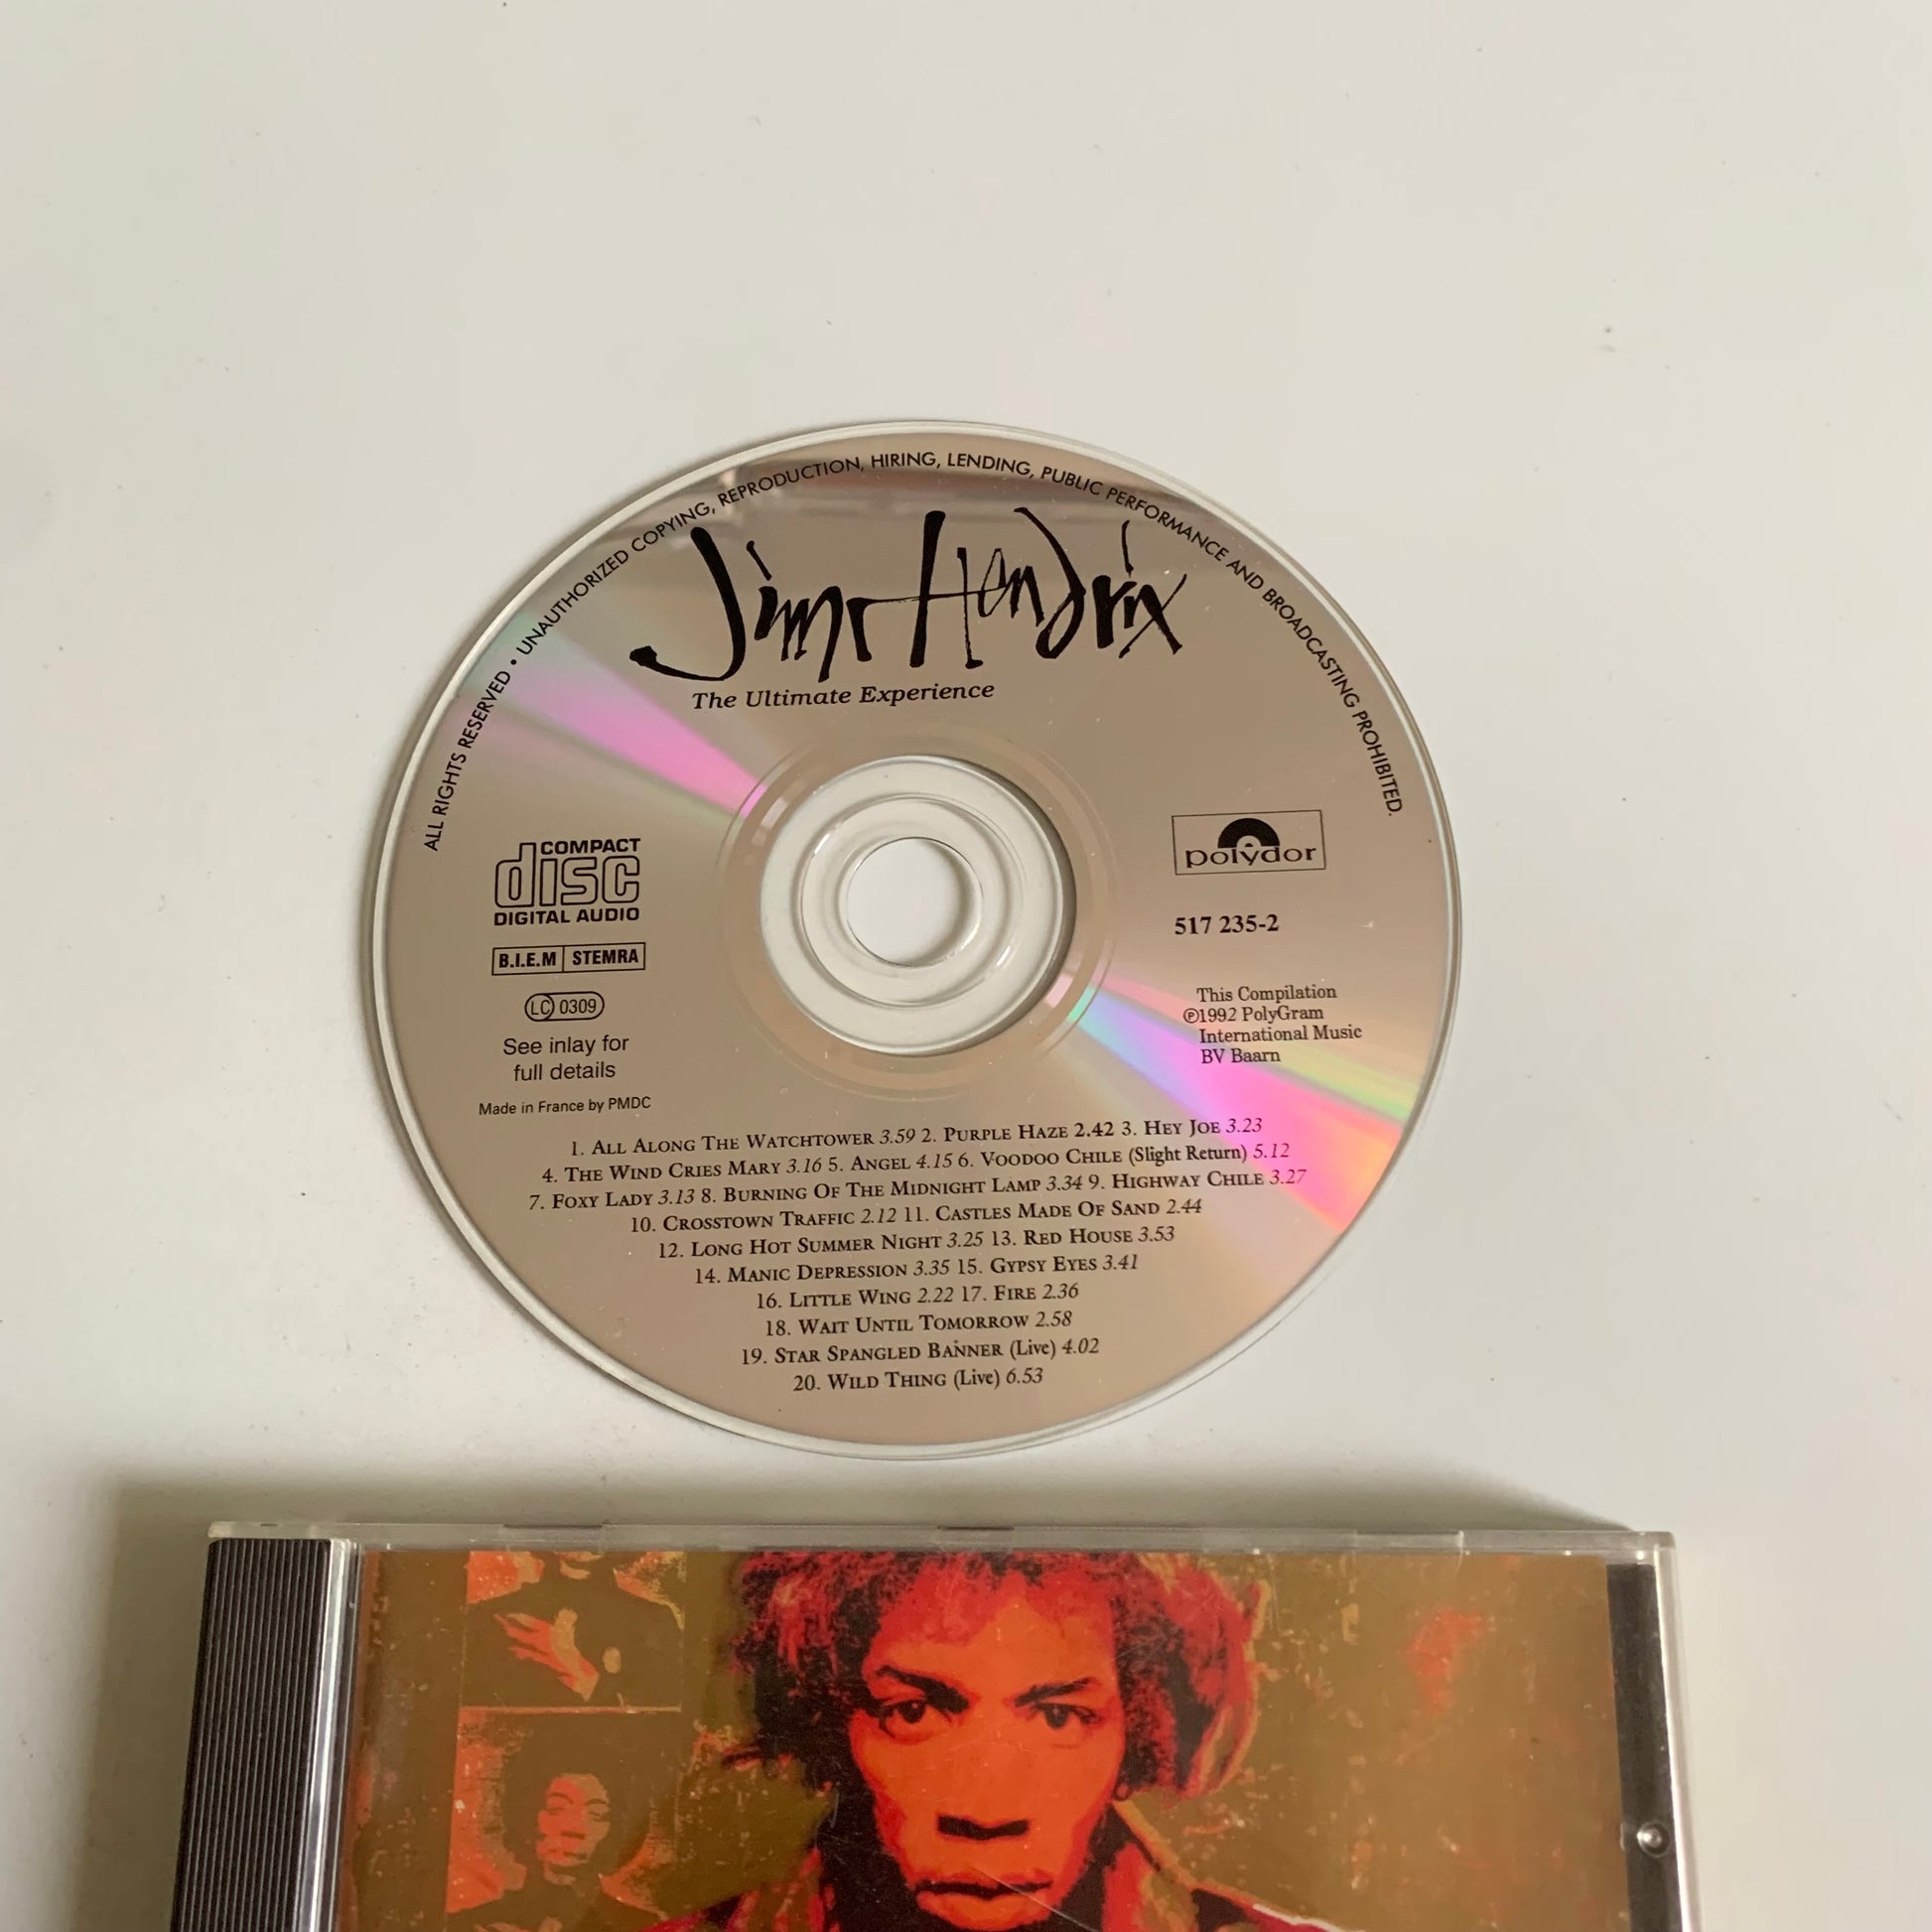 ALL RIGHTS RESERVED • UNAUTHORIZED COPYING, REPRODUCTION, HIRING, LENDING, PUBLIC PERFORMANCE AND BROADCASTING PROHIBITED.
Jimi Hendrix
The Ultimate Experience
COMPACT
disc
DIGITAL AUDIO
B.I.E.M STEMRA
LC 0309
See inlay for
full details
Made in France by PMDC
polydor
517 235-2
This Compilation
℗1992 PolyGram
International Music
BV Baarn
1. ALL ALONG THE WATCHTOWER 3.59 2. PURPLE HAZE 2.42 3. HEY JOE 3.23
4. THE WIND CRIES MARY 3.16 5. ANGEL 4.15 6. VOODOO CHILE (Slight Return) 5.12
7. FOXY LADY 3.13 8. BURNING OF THE MIDNIGHT LAMP 3.34 9. HIGHWAY CHILE 3.27
10. CROSSTOWN TRAFFIC 2.12 11. CASTLES MADE OF SAND 2.44
12. LONG HOT SUMMER NIGHT 3.25 13. RED HOUSE 3.53
14. MANIC DEPRESSION 3.35 15. GYPSY EYES 3.41
16. LITTLE WING 2.22 17. FIRE 2.36
18. WAIT UNTIL TOMORROW 2.58
19. STAR SPANGLED BANNER (Live) 4.02
20. WILD THING (Live) 6.53